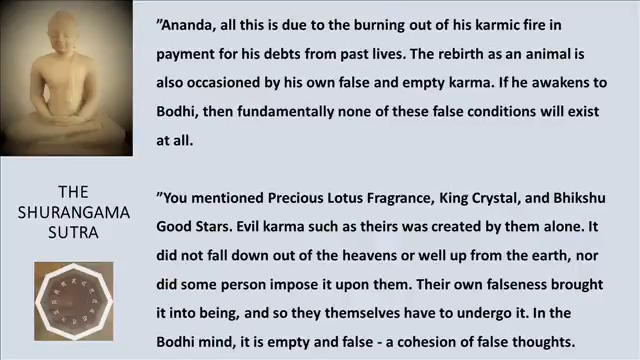 ”Ananda, all this is due to the burning out of his karmic fire in
payment for his debts from past lives. The rebirth as an animal is
also occasioned by his own false and empty karma. If he awakens to
Bodhi, then fundamentally none of these false conditions will exist
at all.
”You mentioned Precious Lotus Fragrance, King Crystal, and Bhikshu
Good Stars. Evil karma such as theirs was created by them alone. It
did not fall down out of the heavens or well up from the earth, nor
did some person impose it upon them. Their own falseness brought
it into being, and so they themselves have to undergo it. In the
Bodhi mind, it is empty and false - a cohesion of false thoughts.
THE
SHURANGAMA
SUTRA